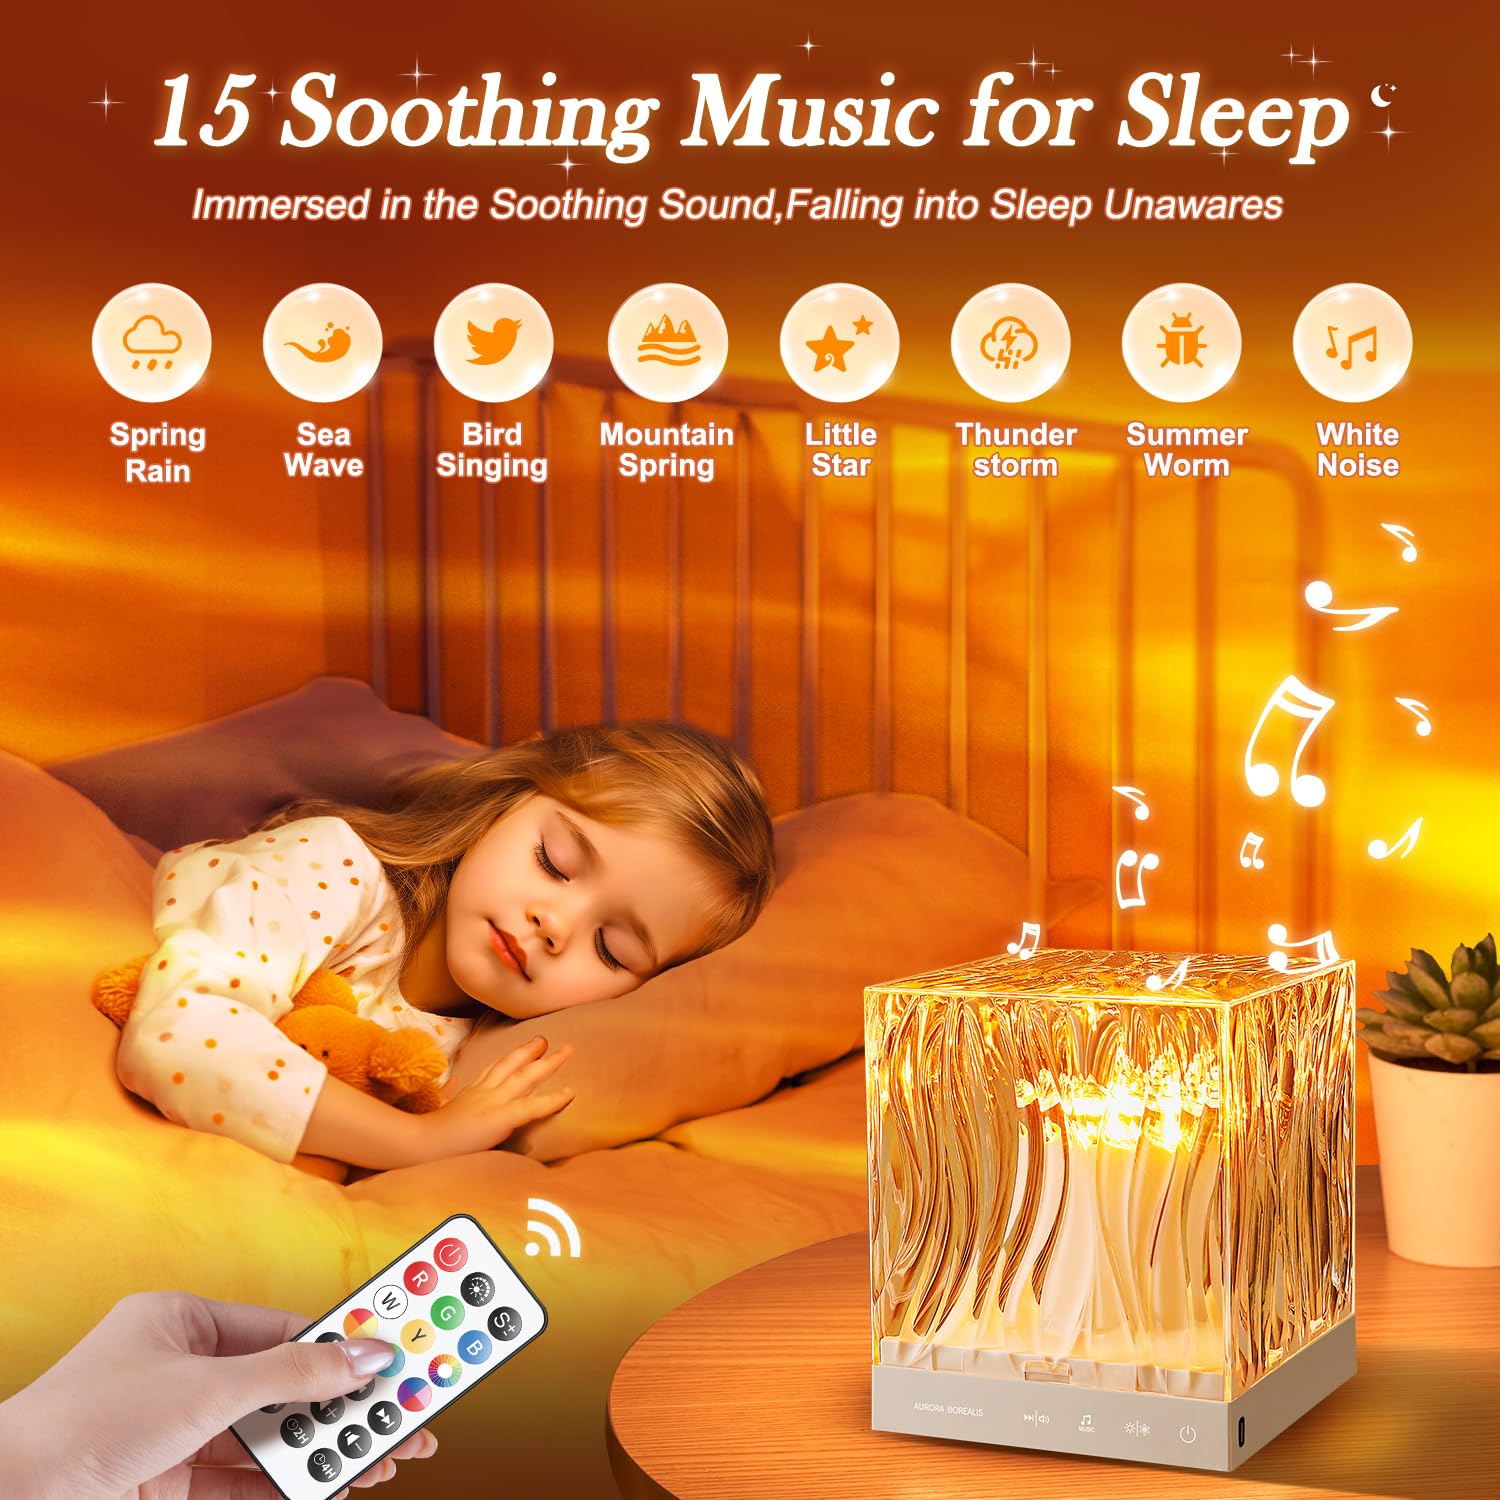 15 Soothing Music for Sleep
Immersed in the Soothing Sound,Falling into Sleep Unawares
Spring
Rain
Sea
Wave
Bird
Singing
Mountain
Spring
Little
Star
Thunder
storm
Summer
Worm
White
Noise
R
W
G
S+
Y
B
2H
4H
AURORA BOREALIS
MUSIC